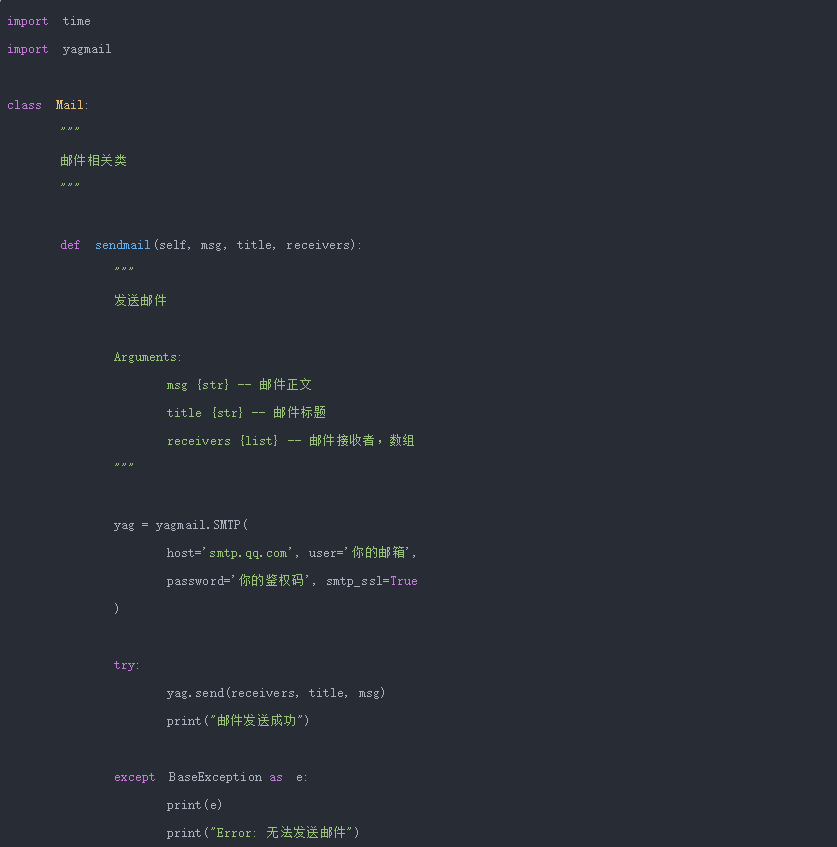 import time
import yagmail
class Mail:
"""
邮件相关类
"""
def sendmail(self, msg, title, receivers):
"""
发送邮件
Arguments:
msg {str} -- 邮件正文
title {str} -- 邮件标题
receivers {list} -- 邮件接收者，数组
"""
yag = yagmail.SMTP(
host='smtp.qq.com', user='你的邮箱',
password='你的鉴权码', smtp_ssl=True
)
try:
yag.send(receivers, title, msg)
print("邮件发送成功")
except BaseException as e:
print(e)
print("Error: 无法发送邮件")